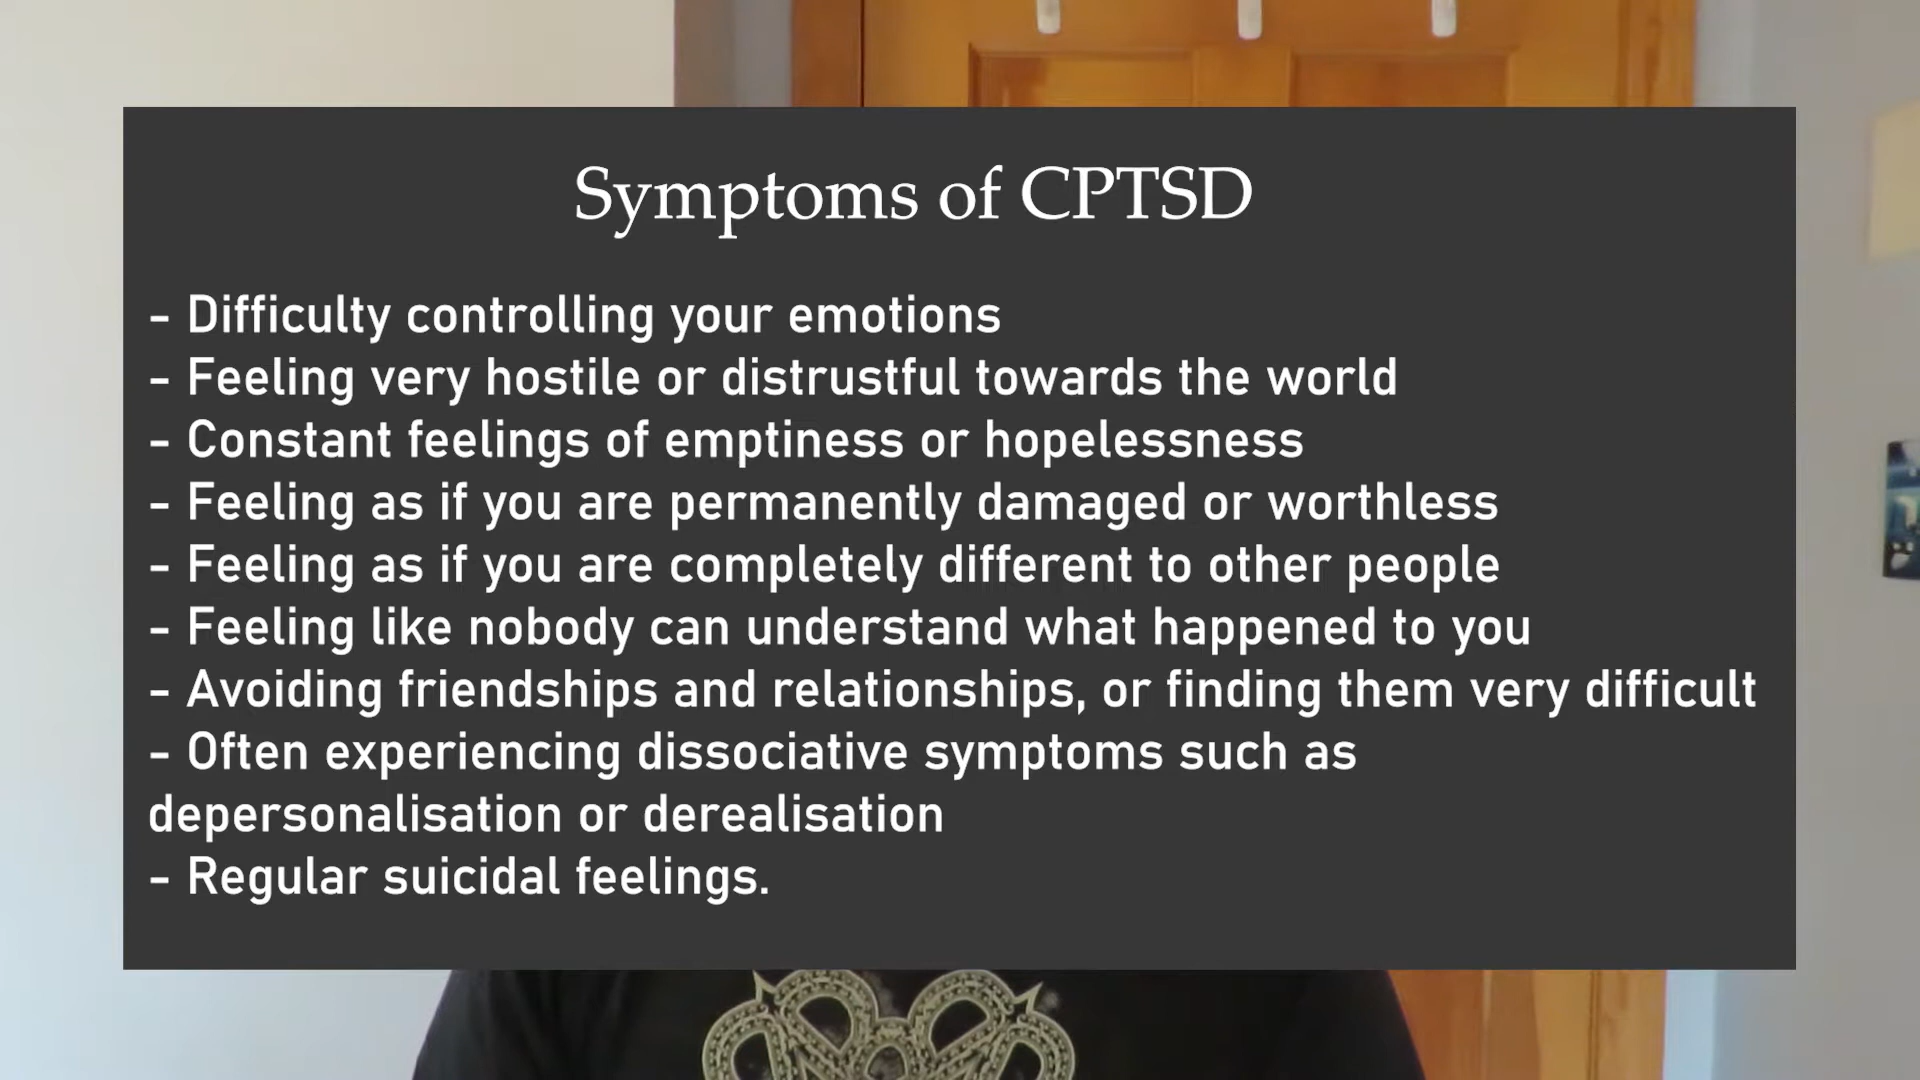 Symptoms of CPTSD
- Difficulty controlling your emotions
- Feeling very hostile or distrustful towards the world
- Constant feelings of emptiness or hopelessness
- Feeling as if you are permanently damaged or worthless
- Feeling as if you are completely different to other people
- Feeling like nobody can understand what happened to you
- Avoiding friendships and relationships, or finding them very difficult
- Often experiencing dissociative symptoms such as
depersonalisation or derealisation
- Regular suicidal feelings.